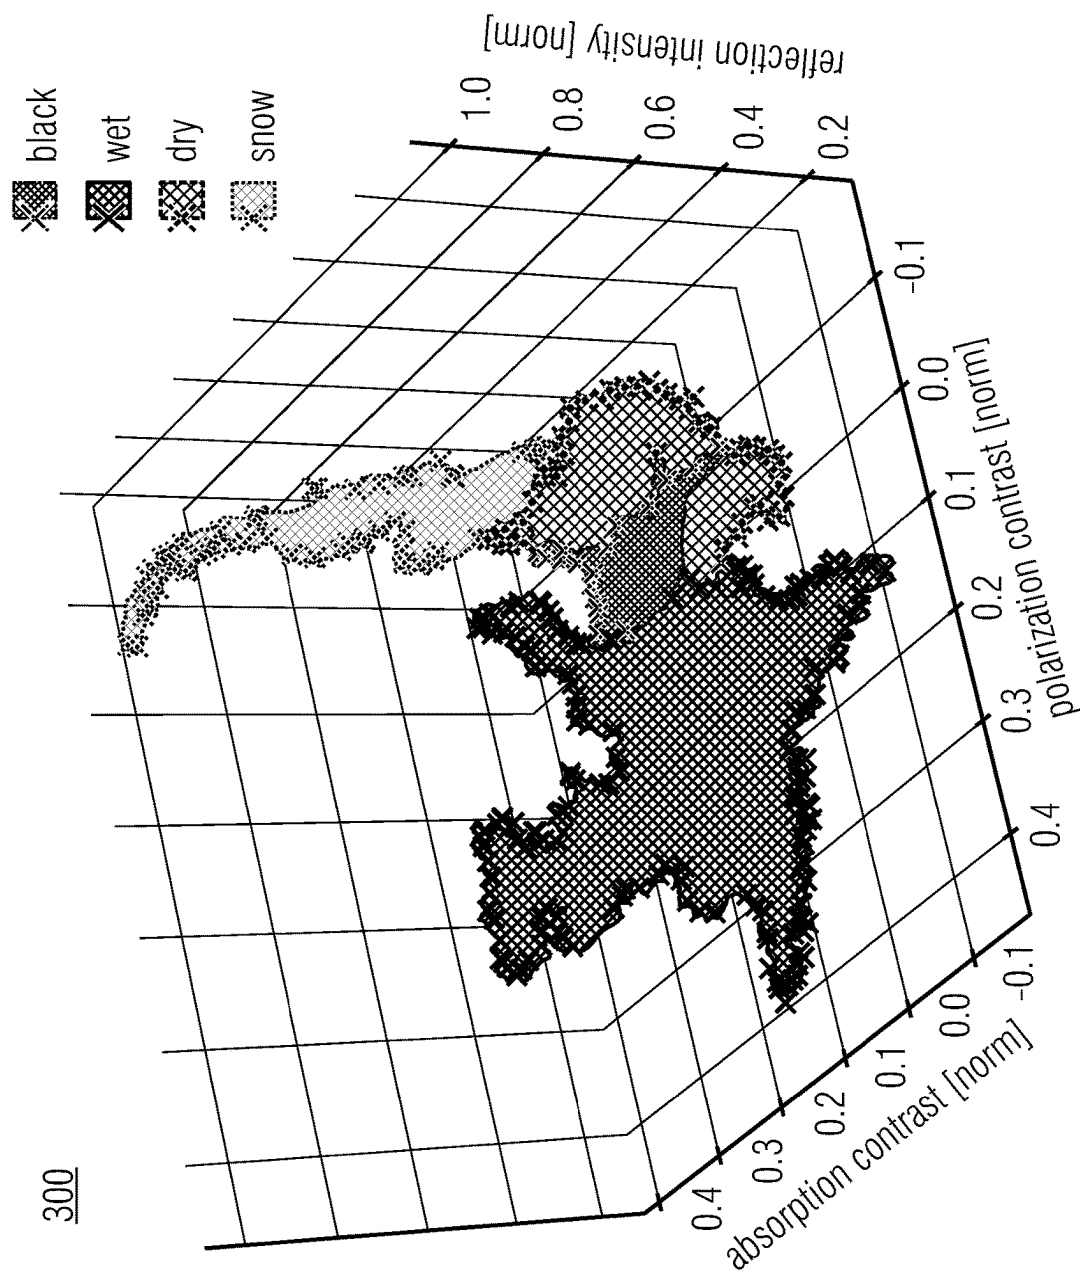 300
black
wet
dry
snow
reflection intensity [norm]
1.0
0.8
0.6
0.4
0.2
-0.1
0.0
0.1
0.2
0.3
0.4
polarization contrast [norm]
-0.1
0.0
0.1
0.2
0.3
0.4
absorption contrast [norm]